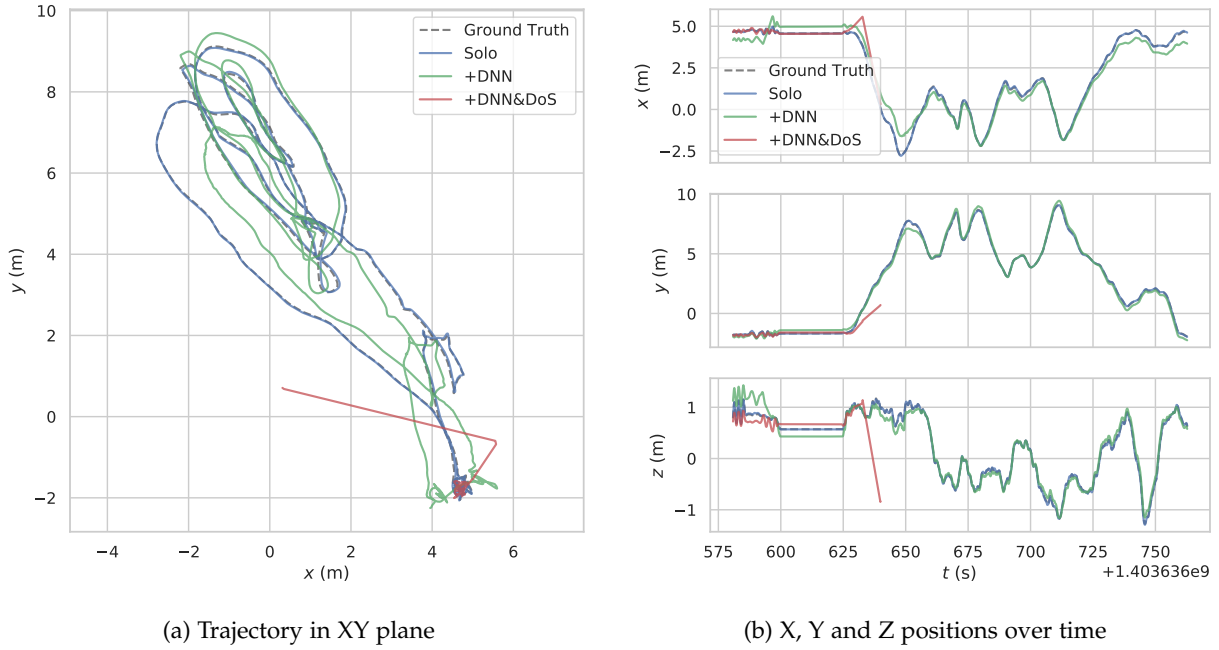 10
8
6
4
2
0
−2
−4
−2
0
2
4
6
y (m)
x (m)
Ground Truth
Solo
+DNN
+DNN&DoS
5.0
2.5
0.0
−2.5
x (m)
Ground Truth
Solo
+DNN
+DNN&DoS
10
5
0
y (m)
1
0
−1
z (m)
575
600
625
650
675
700
725
750
t (s)
+1.403636e9
(a) Trajectory in XY plane
(b) X, Y and Z positions over time